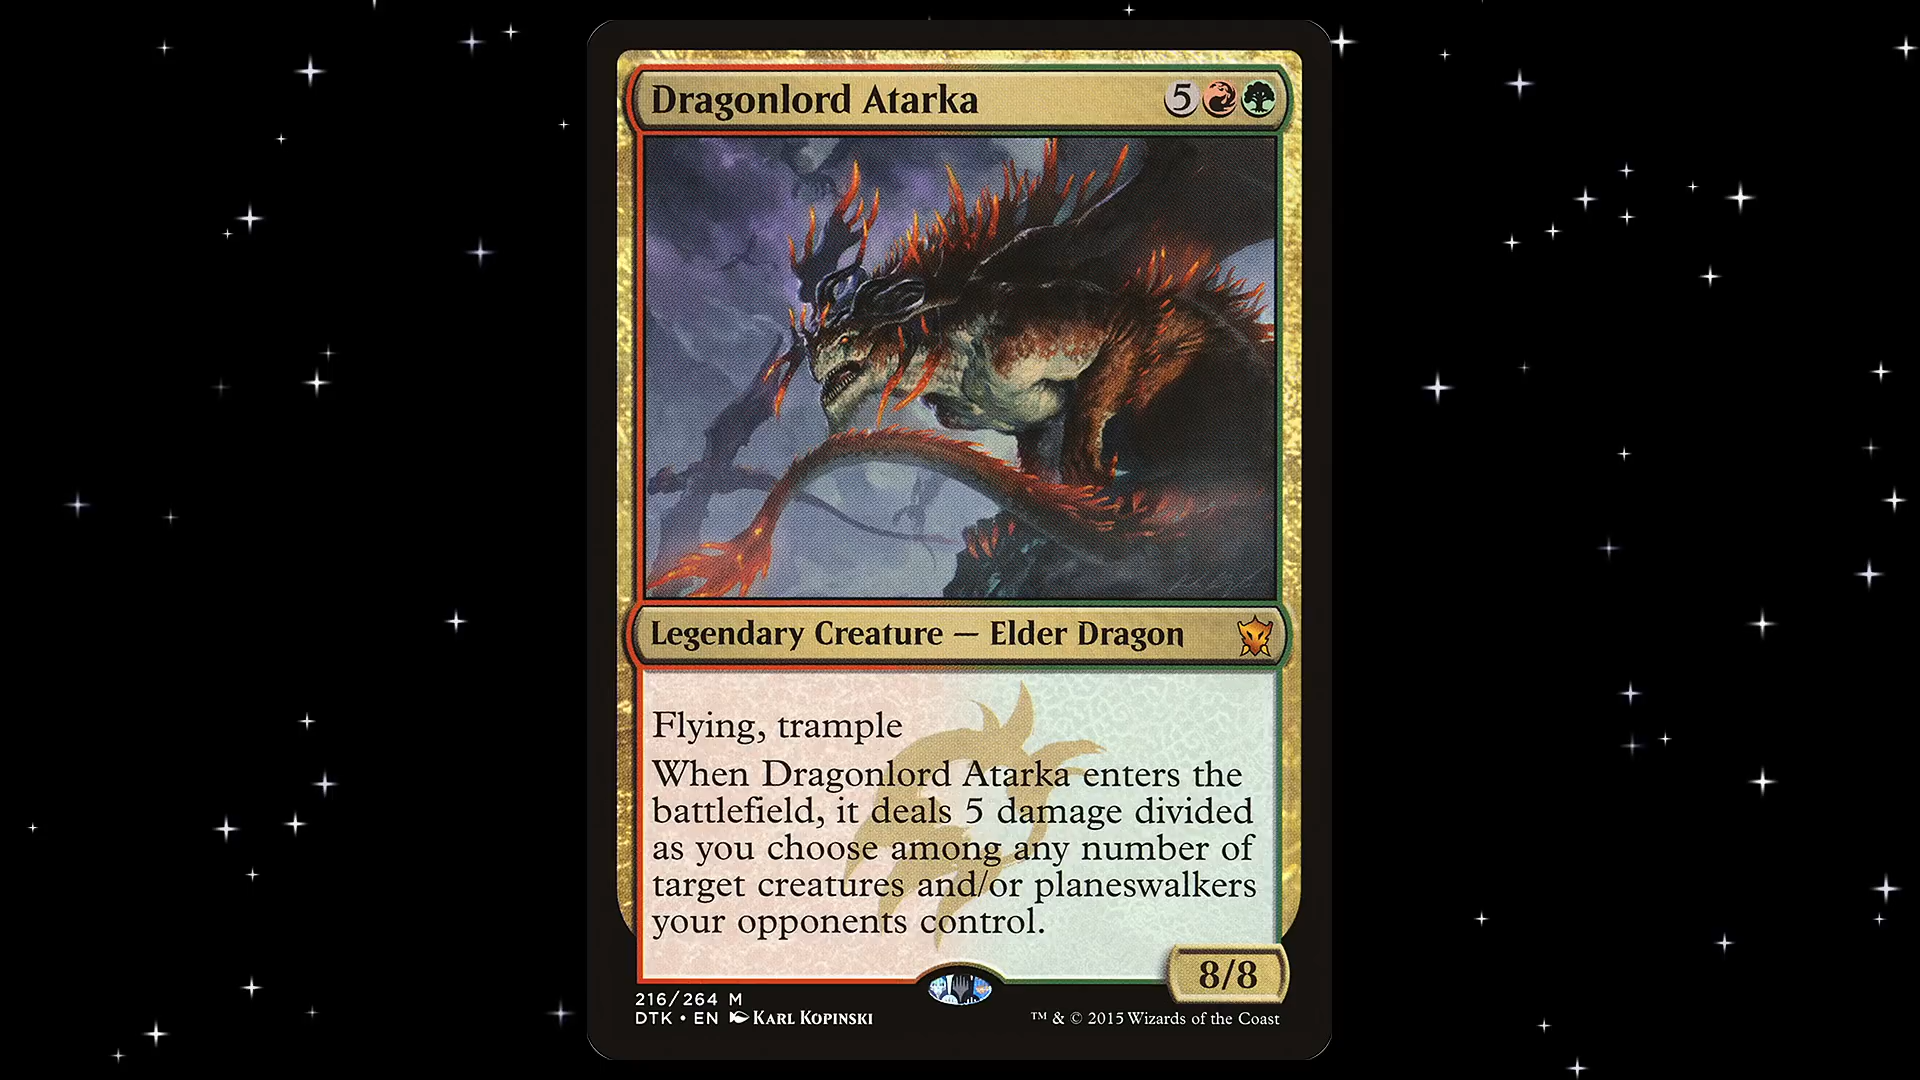 Dragonlord Atarka 5
Legendary Creature — Elder Dragon
Flying, trample
When Dragonlord Atarka enters the
battlefield, it deals 5 damage divided
as you choose among any number of
target creatures and/or planeswalkers
your opponents control.
8/8
216/264 M
DTK • EN Karl Kopinski
™ & © 2015 Wizards of the Coast